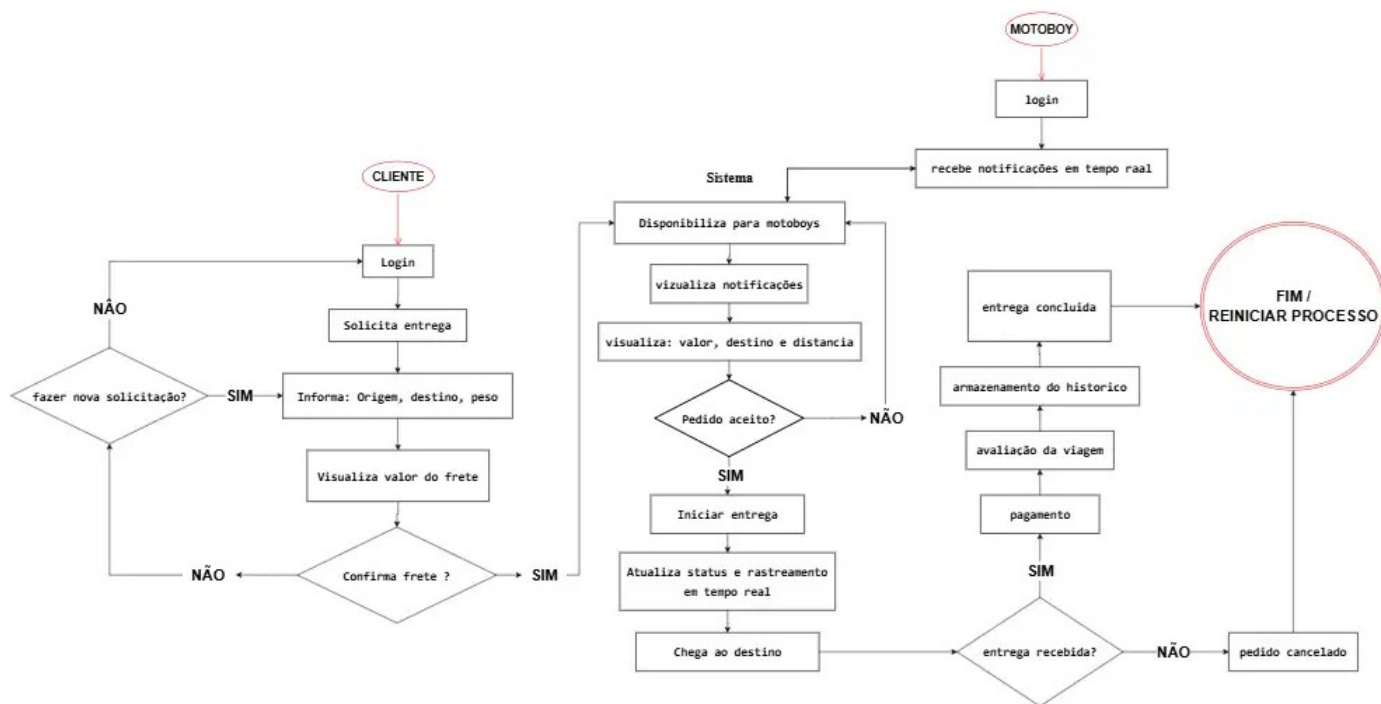 MOTOBOY
login
recebe notificações em tempo raal
CLIENTE
Login
Solicita entrega
Informa: Origem, destino, peso
Visualiza valor do frete
Confirma frete ?
NÃO
fazer nova solicitação?
SIM
NÃO
SIM
Sistema
Disponibiliza para motoboys
vizualiza notificações
visualiza: valor, destino e distancia
Pedido aceito?
NÃO
SIM
Iniciar entrega
Atualiza status e rastreamento
em tempo real
Chega ao destino
entrega recebida?
SIM
pagamento
avaliação da viagem
armazenamento do historico
entrega concluida
NÃO
pedido cancelado
FIM /
REINICIAR PROCESSO